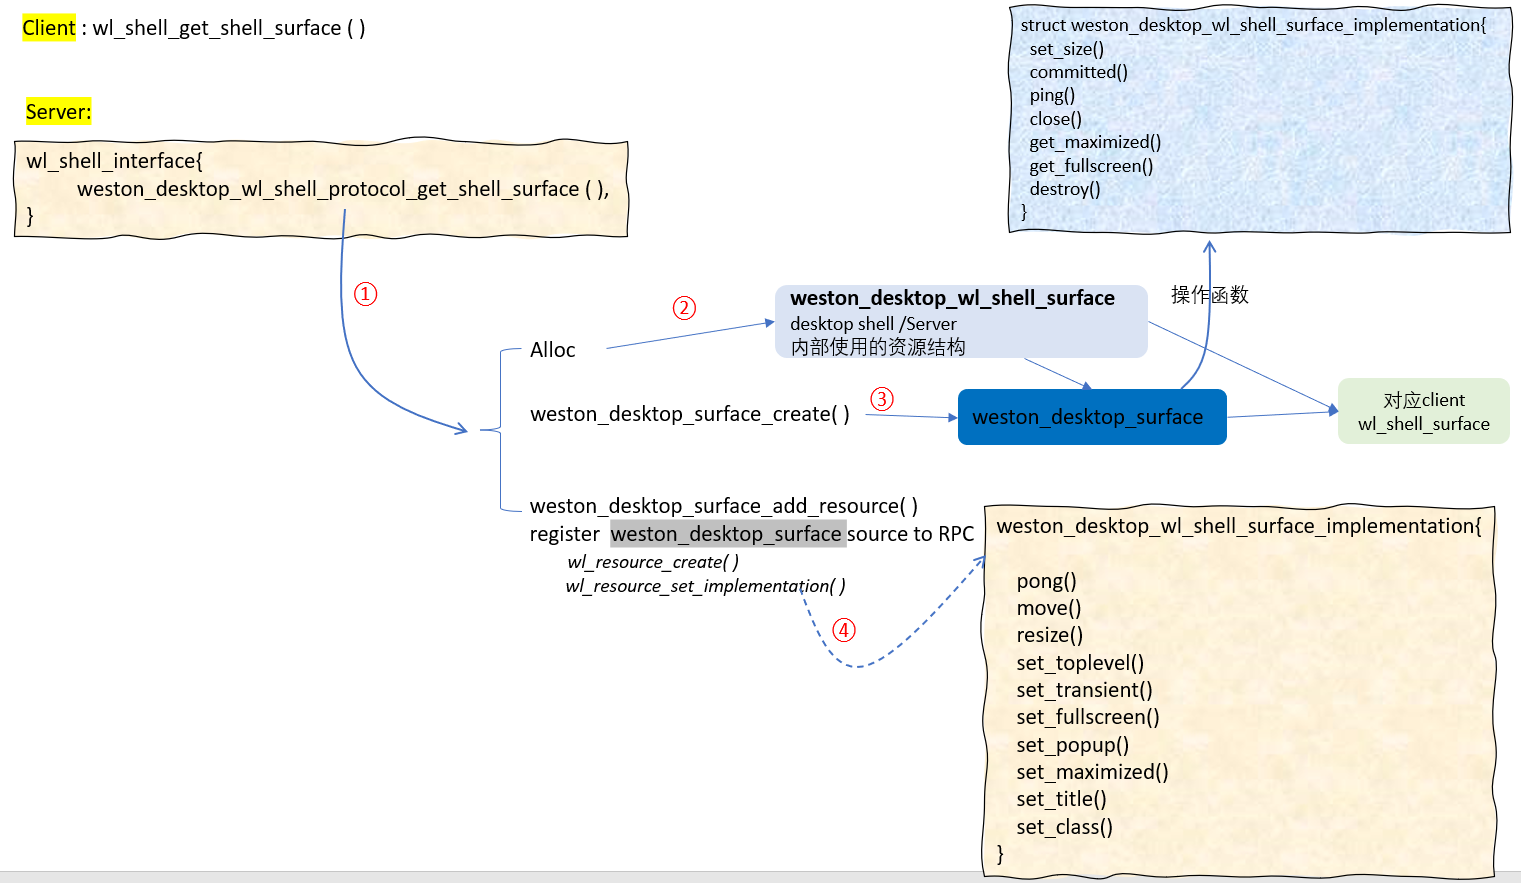 Client : wl_shell_get_shell_surface ( )
Server:
wl_shell_interface{
weston_desktop_wl_shell_protocol_get_shell_surface ( ),
}
①
Alloc
②
weston_desktop_wl_shell_surface
desktop shell /Server
内部使用的资源结构
weston_desktop_surface_create( )
③
weston_desktop_surface
操作函数
struct weston_desktop_wl_shell_surface_implementation{
set_size()
committed()
ping()
close()
get_maximized()
get_fullscreen()
destroy()
}
对应client
wl_shell_surface
weston_desktop_surface_add_resource( )
register weston_desktop_surface source to RPC
wl_resource_create( )
wl_resource_set_implementation( )
④
weston_desktop_wl_shell_surface_implementation{
pong()
move()
resize()
set_toplevel()
set_transient()
set_fullscreen()
set_popup()
set_maximized()
set_title()
set_class()
}